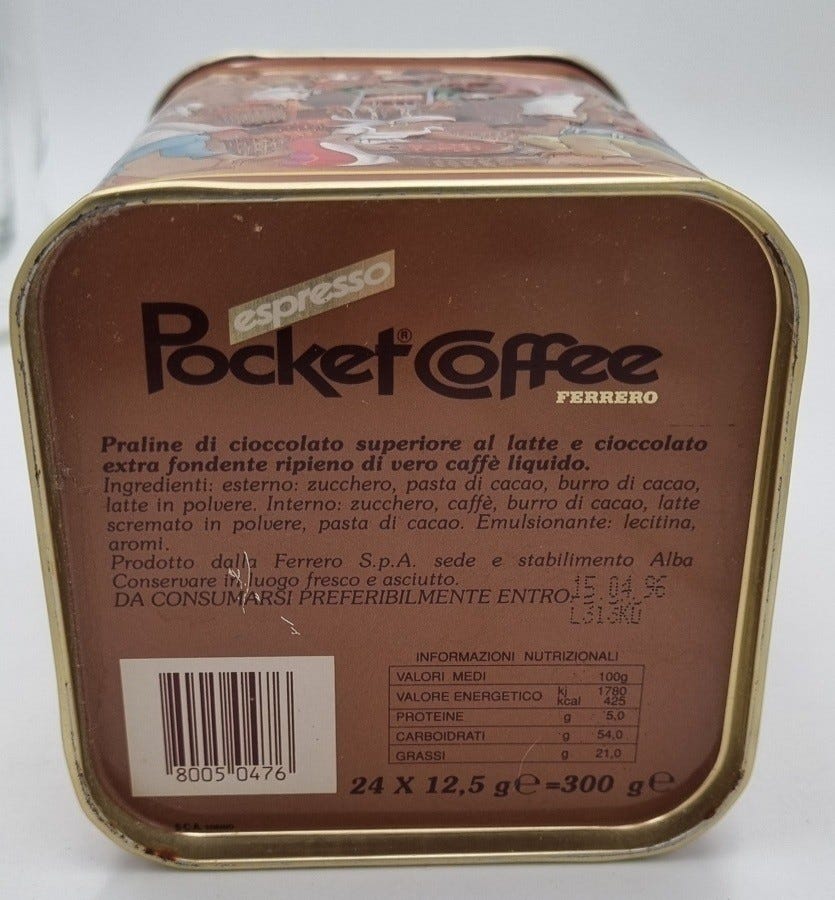 espresso
Pocket Coffee®
FERRERO
Praline di cioccolato superiore al latte e cioccolato
extra fondente ripieno di vero caffè liquido.
Ingredienti: esterno: zucchero, pasta di cacao, burro di cacao,
latte in polvere. Interno: zucchero, caffè, burro di cacao, latte
scremato in polvere, pasta di cacao. Emulsionante: lecitina,
aromi.
Prodotto dalla Ferrero S.p.A. sede e stabilimento Alba
Conservare in luogo fresco e asciutto.
DA CONSUMARSI PREFERIBILMENTE ENTRO: 15.04.96
L313KU
INFORMAZIONI NUTRIZIONALI
VALORI MEDI 100g
VALORE ENERGETICO kj 1780
kcal 425
PROTEINE g 5,0
CARBOIDRATI g 54,0
GRASSI g 21,0
8005 0476
24 X 12,5 g℮=300 g℮